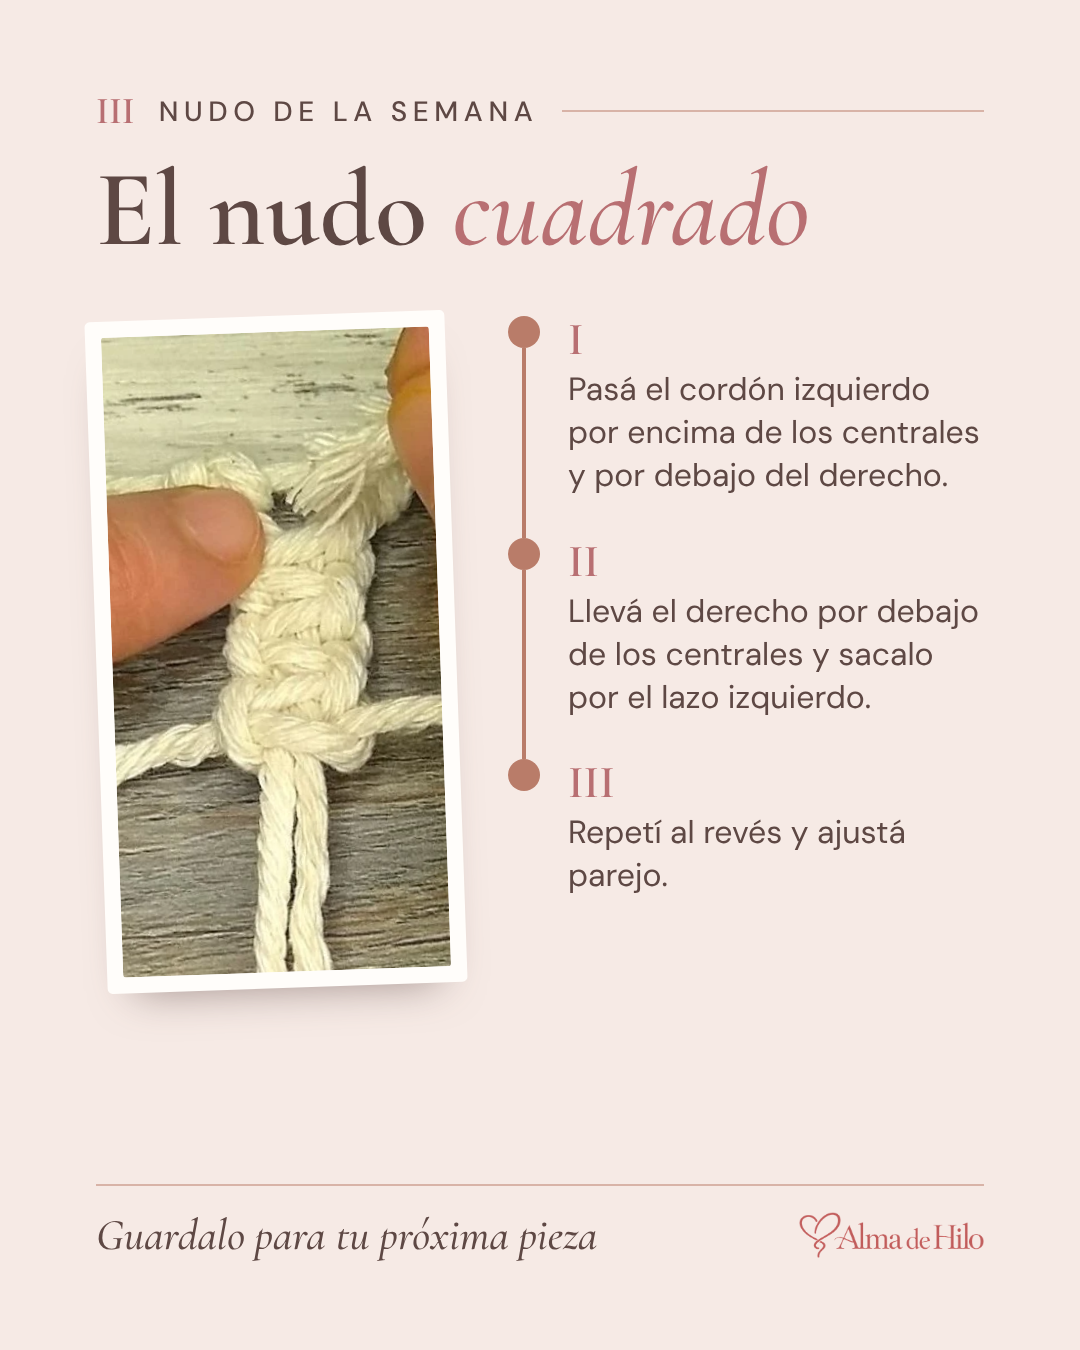 III NUDO DE LA SEMANA
El nudo cuadrado
I
Pasá el cordón izquierdo
por encima de los centrales
y por debajo del derecho.
II
Llevá el derecho por debajo
de los centrales y sacalo
por el lazo izquierdo.
III
Repetí al revés y ajustá
parejo.
Guardalo para tu próxima pieza
Alma de Hilo